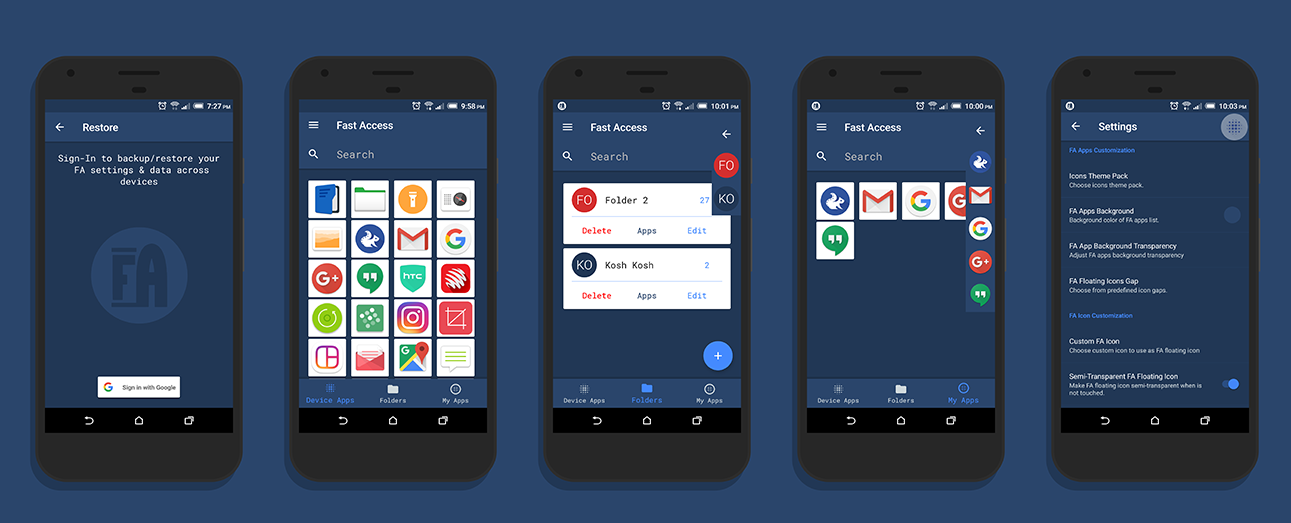 7:27 PM
Restore
Sign-In to backup/restore your
FA settings & data across
devices
FA
Sign in with Google
9:58 PM
Fast Access
Search
hTC
Device Apps
Folders
My Apps
10:01 PM
Fast Access
Search
FO
KO
FO Folder 2 27
Delete Apps Edit
KO Kosh Kosh 2
Delete Apps Edit
+
Device Apps
Folders
My Apps
10:00 PM
Fast Access
Search
Device Apps
Folders
My Apps
10:03 PM
Settings
FA Apps Customization
Icons Theme Pack
Choose icons theme pack.
FA Apps Background
Background color of FA apps list.
FA App Background Transparency
Adjust FA apps background transparency
FA Floating Icons Gap
Choose from predefined icon gaps.
FA Icon Customization
Custom FA Icon
Choose custom icon to use as FA floating icon
Semi-Transparent FA Floating Icon
Make FA floating icon semi-transparent when is
not touched.